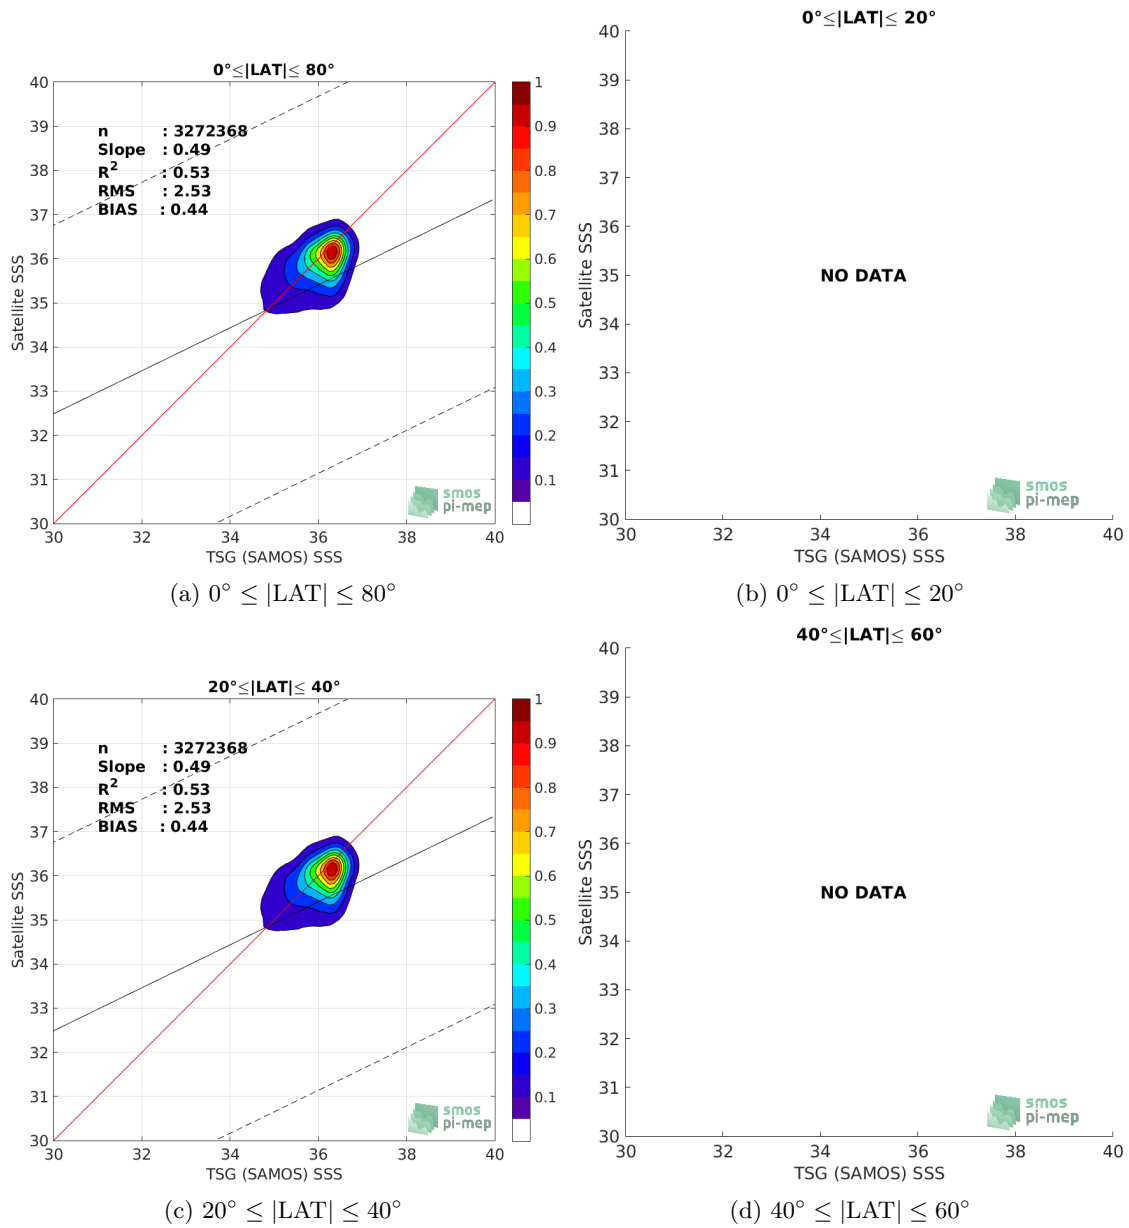 0°≤|LAT|≤ 80°
n : 3272368
Slope : 0.49
R² : 0.53
RMS : 2.53
BIAS : 0.44
40
39
38
37
36
35
34
33
32
31
30
30 32 34 36 38 40
Satellite SSS
TSG (SAMOS) SSS
1
0.9
0.8
0.7
0.6
0.5
0.4
0.3
0.2
0.1
smos
pi-mep
(a) 0° ≤ |LAT| ≤ 80°
0°≤|LAT|≤ 20°
40
39
38
37
36
35
34
33
32
31
30
30 32 34 36 38 40
Satellite SSS
TSG (SAMOS) SSS
NO DATA
smos
pi-mep
(b) 0° ≤ |LAT| ≤ 20°
20°≤|LAT|≤ 40°
n : 3272368
Slope : 0.49
R² : 0.53
RMS : 2.53
BIAS : 0.44
40
39
38
37
36
35
34
33
32
31
30
30 32 34 36 38 40
Satellite SSS
TSG (SAMOS) SSS
1
0.9
0.8
0.7
0.6
0.5
0.4
0.3
0.2
0.1
smos
pi-mep
(c) 20° ≤ |LAT| ≤ 40°
40°≤|LAT|≤ 60°
40
39
38
37
36
35
34
33
32
31
30
30 32 34 36 38 40
Satellite SSS
TSG (SAMOS) SSS
NO DATA
smos
pi-mep
(d) 40° ≤ |LAT| ≤ 60°